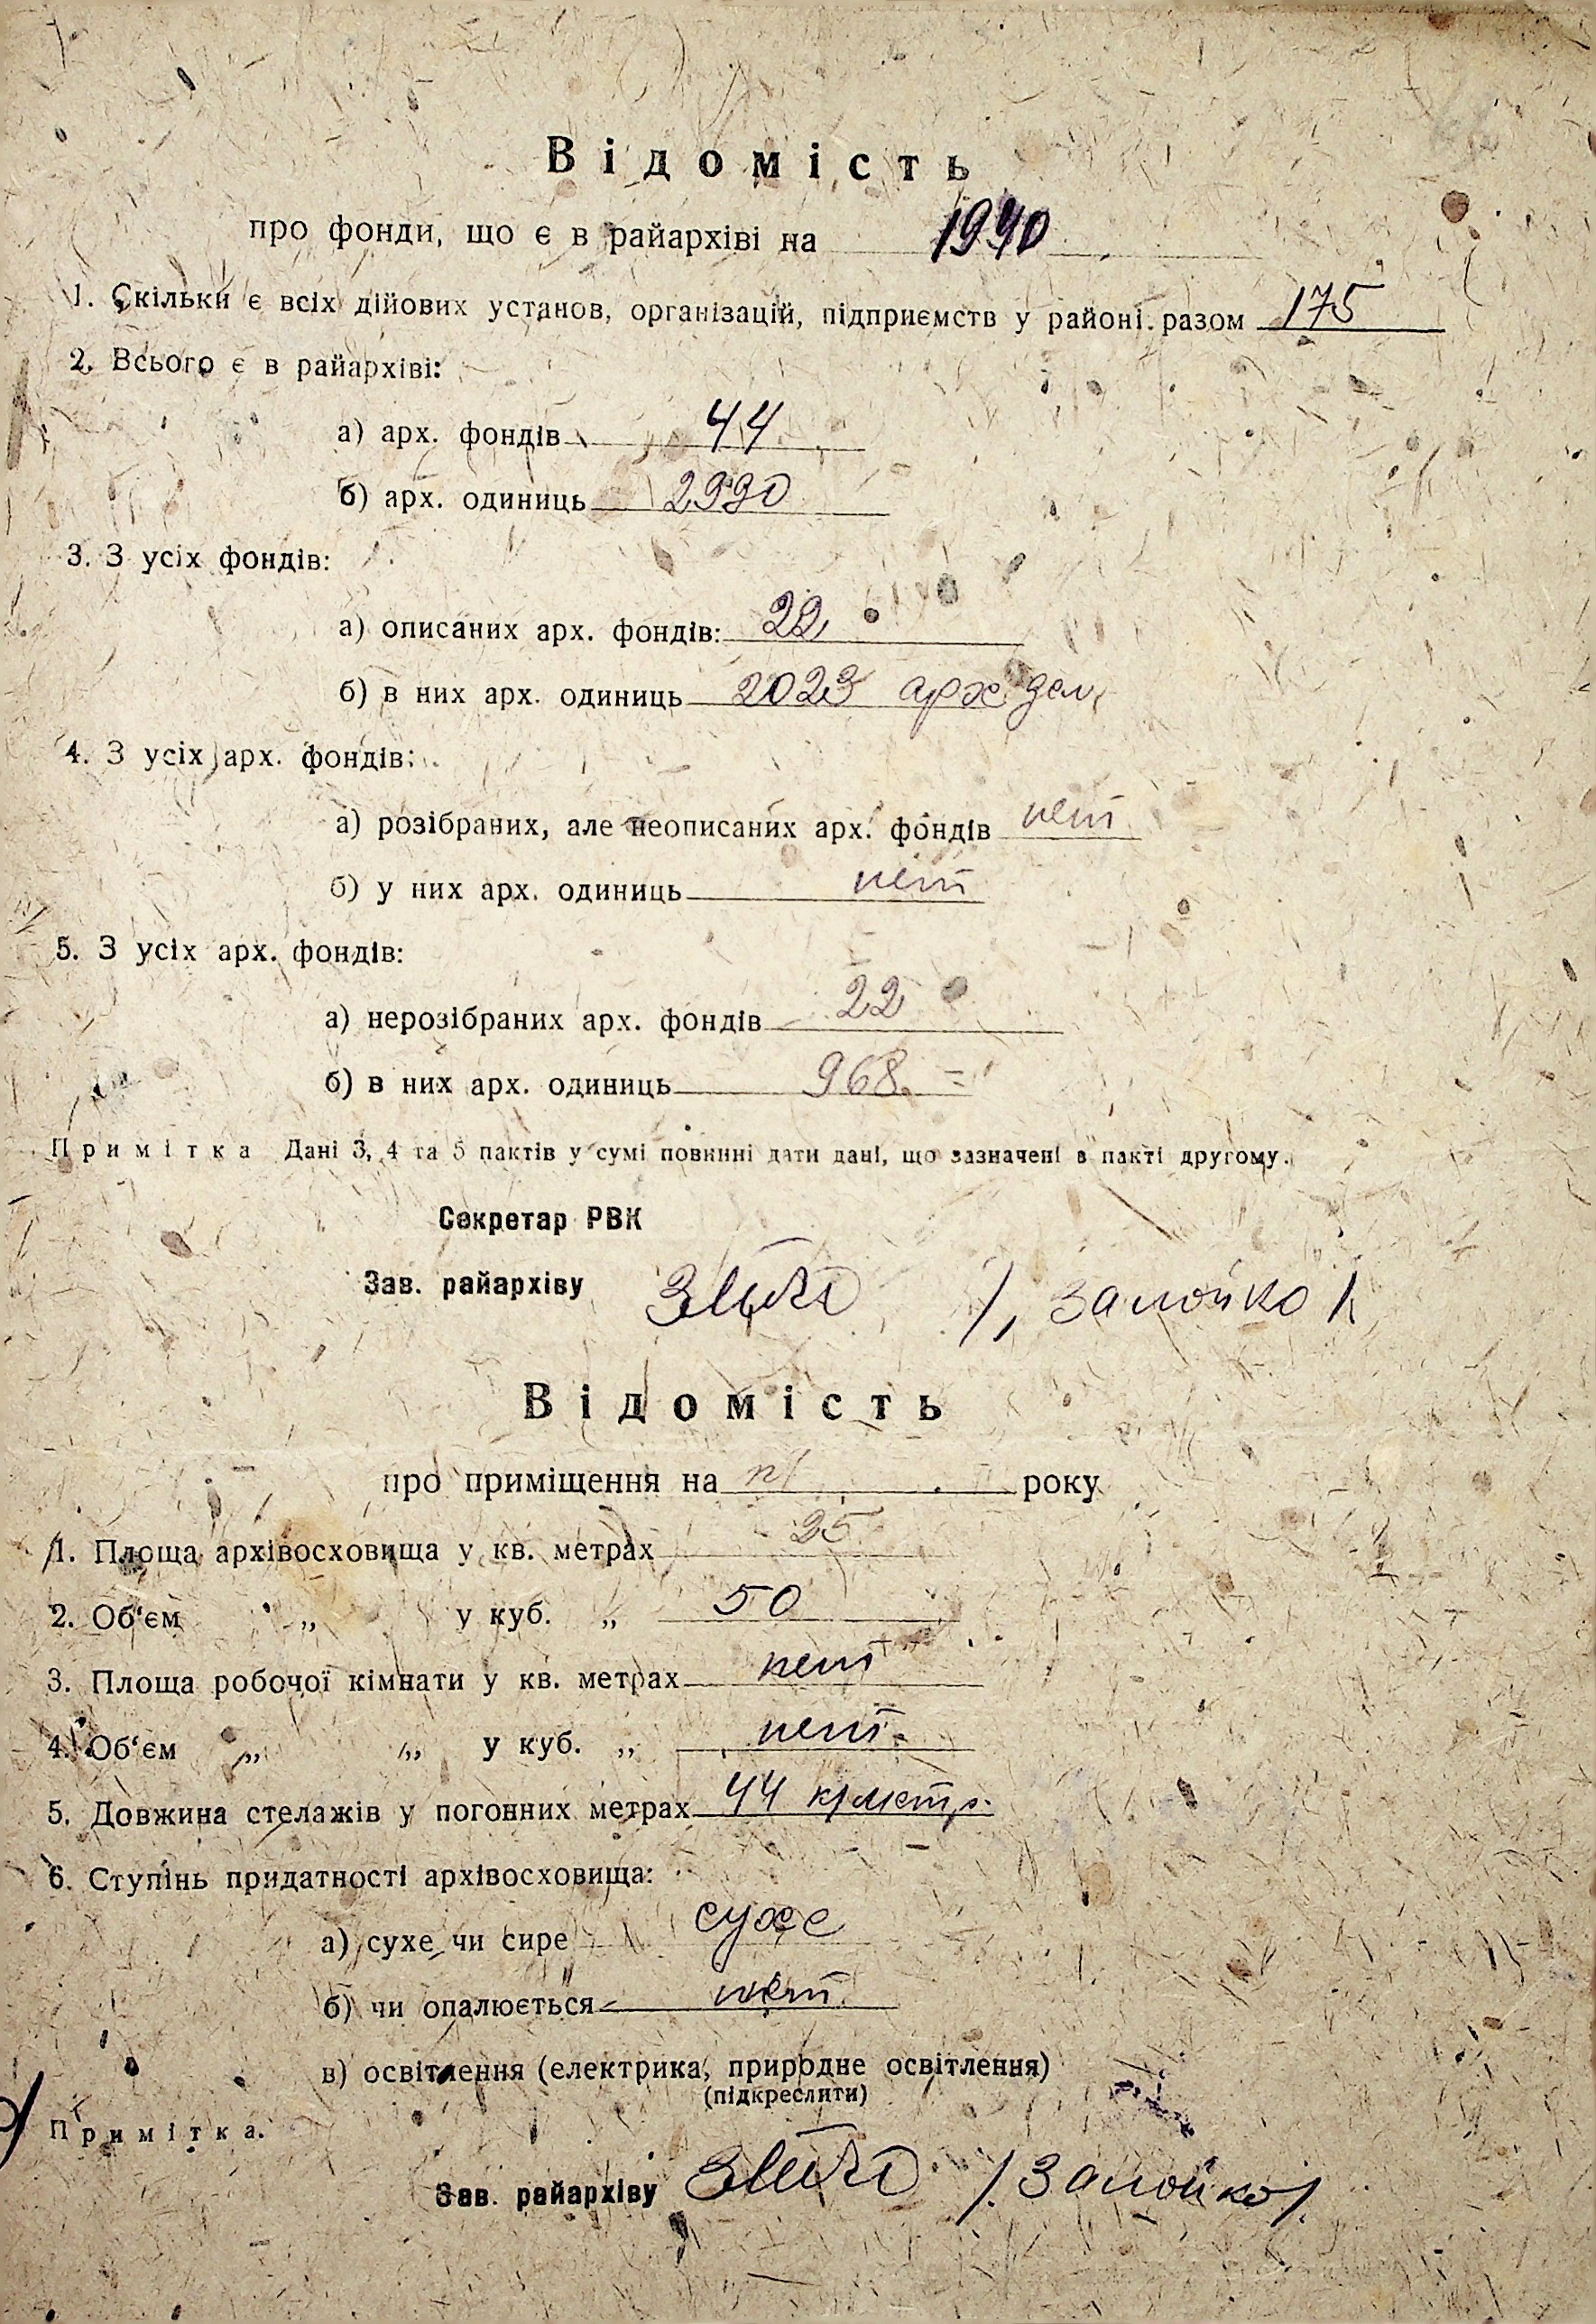 Відомість
про фонди, що є в райархіві на 1940
1. Скільки є всіх дійових установ, організацій, підприємств у районі разом 175
2. Всього є в райархіві:
а) арх. фондів 44
б) арх. одиниць 2990
3. З усіх фондів:
а) описаних арх. фондів: 22
б) в них арх. одиниць 2023 арх дел
4. З усіх арх. фондів:
а) розібраних, але неописаних арх. фондів нет
б) у них арх. одиниць нет
5. З усіх арх. фондів:
а) нерозібраних арх. фондів 22
б) в них арх. одиниць 968 =
Примітка Дані 3, 4 та 5 пактів у сумі повинні дати дані, що зазначені в пакті другому.
Секретар РВК
Зав. райархіву /Запойко/
Відомість
про приміщення на року
1. Площа архівосховища у кв. метрах 25
2. Об'єм „ у куб. „ 50
3. Площа робочої кімнати у кв. метрах нет
4. Об'єм „ „ у куб. „ нет
5. Довжина стелажів у погонних метрах 44
6. Ступінь придатності архівосховища:
а) сухе чи сире сухе
б) чи опалюється нет
в) освітлення (електрика, природне освітлення)
(підкреслити)
Примітка.
Зав. райархіву /Запойко/